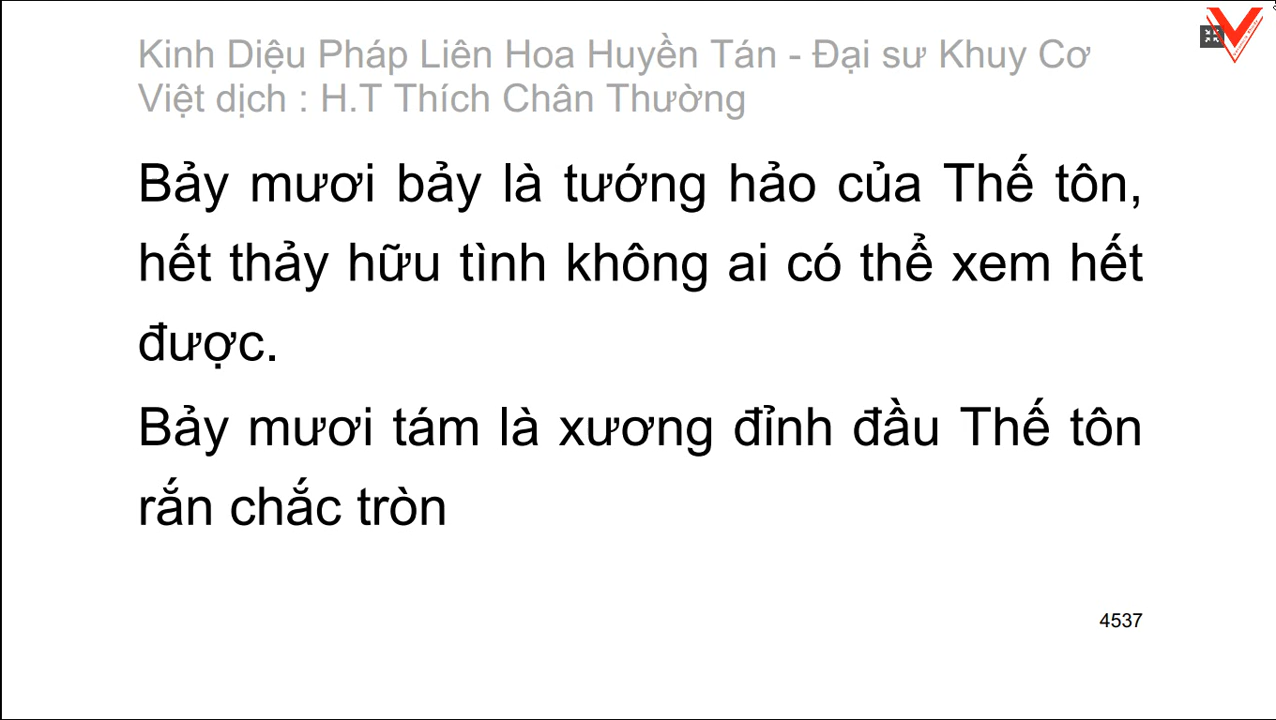 Kinh Diệu Pháp Liên Hoa Huyền Tán - Đại sư Khuy Cơ
Việt dịch : H.T Thích Chân Thường
Bảy mươi bảy là tướng hảo của Thế tôn,
hết thảy hữu tình không ai có thể xem hết
được.
Bảy mươi tám là xương đỉnh đầu Thế tôn
rắn chắc tròn
4537